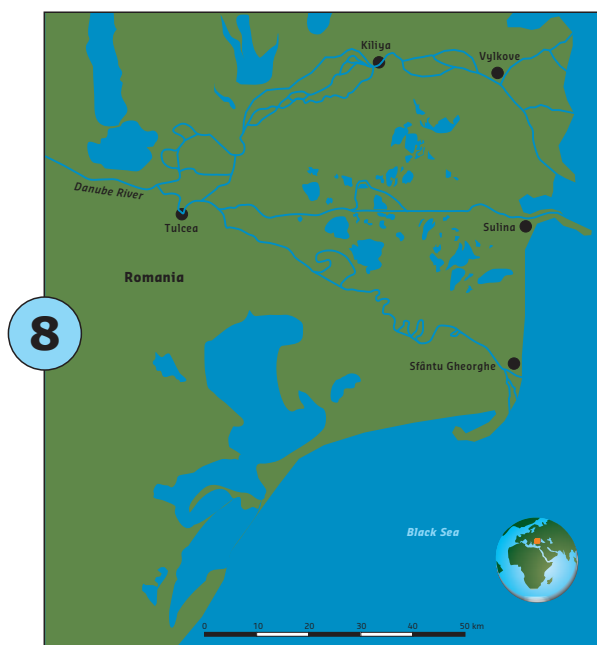 Kiliya
Vylkove
Danube River
Tulcea
Sulina
Romania
8
Sfântu Gheorghe
Black Sea
0 10 20 30 40 50 km